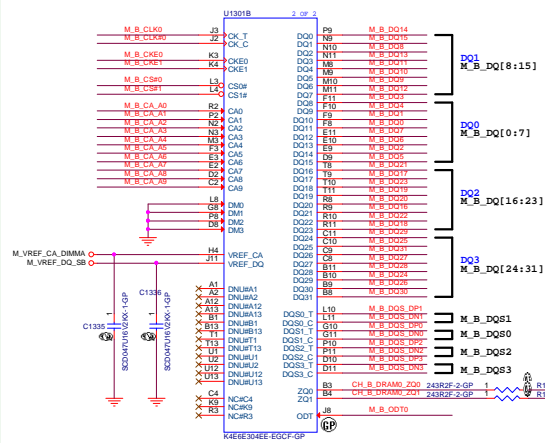 U1301B
2 OF 2
M_B_CLK0 J3 CK_T
M_B_CLK#0 J2 CK_C
M_B_CKE0 K3 CKE0
K4 CKE1
M_B_CS#0 L3 CS0#
M_B_CS#1 L4 CS1#
M_B_CA_A0 R2 CA0
M_B_CA_A1 P2 CA1
M_B_CA_A2 N2 CA2
M_B_CA_A3 N3 CA3
M_B_CA_A4 M3 CA4
M_B_CA_A5 F3 CA5
M_B_CA_A6 E3 CA6
M_B_CA_A7 E2 CA7
M_B_CA_A8 D2 CA8
M_B_CA_A9 C2 CA9
L8 DM0
G8 DM1
P8 DM2
D8 DM3
M_VREF_CA_DIMMA H4 VREF_CA
M_VREF_DQ_SB J11 VREF_DQ
A1 DNU#A1
A2 DNU#A2
A12 DNU#A12
A13 DNU#A13
B1 DNU#B1
B13 DNU#B13
T1 DNU#T1
T13 DNU#T13
U1 DNU#U1
U2 DNU#U2
U12 DNU#U12
U13 DNU#U13
C4 NC#C4
K9 NC#K9
R3 NC#R3
C1335
1
SCD047U16V2KX-1-GP
C1336
1
SCD047U16V2KX-1-GP
DQ0 P9 M_B_DQ14
DQ1 N9 M_B_DQ15
DQ2 N10 M_B_DQ8
DQ3 N11 M_B_DQ13
DQ4 M8 M_B_DQ11
DQ5 M9 M_B_DQ10
DQ6 M10 M_B_DQ9
DQ7 M11 M_B_DQ12
DQ8 F11 M_B_DQ3
DQ9 F10 M_B_DQ4
DQ10 F9 M_B_DQ1
DQ11 F8 M_B_DQ0
DQ12 E11 M_B_DQ7
DQ13 E10 M_B_DQ6
DQ14 E9 M_B_DQ2
DQ15 D9 M_B_DQ5
DQ16 T8 M_B_DQ21
DQ17 T9 M_B_DQ17
DQ18 T10 M_B_DQ23
DQ19 T11 M_B_DQ19
DQ20 R8 M_B_DQ20
DQ21 R9 M_B_DQ16
DQ22 R10 M_B_DQ22
DQ23 R11 M_B_DQ18
DQ24 C11 M_B_DQ29
DQ25 C10 M_B_DQ25
DQ26 C9 M_B_DQ31
DQ27 C8 M_B_DQ27
DQ28 B11 M_B_DQ28
DQ29 B10 M_B_DQ24
DQ30 B9 M_B_DQ26
DQ31 B8 M_B_DQ30
DQ1
M_B_DQ[8:15]
DQ0
M_B_DQ[0:7]
DQ2
M_B_DQ[16:23]
DQ3
M_B_DQ[24:31]
DQS0_T L10 M_B_DQS_DP1
DQS0_C L11 M_B_DQS_DN1
DQS1_T G10 M_B_DQS_DP0
DQS1_C G11 M_B_DQS_DN0
DQS2_T P10 M_B_DQS_DP2
DQS2_C P11 M_B_DQS_DN2
DQS3_T D10 M_B_DQS_DP3
DQS3_C D11 M_B_DQS_DN3
M_B_DQS1
M_B_DQS0
M_B_DQS2
M_B_DQS3
ZQ0 B3 CH_B_DRAM0_ZQ0 243R2F-2-GP 1
ZQ1 B4 CH_B_DRAM0_ZQ1 243R2F-2-GP 1
ODT J8 M_B_ODT0
GP
K4E6E304EE-EGCF-GP